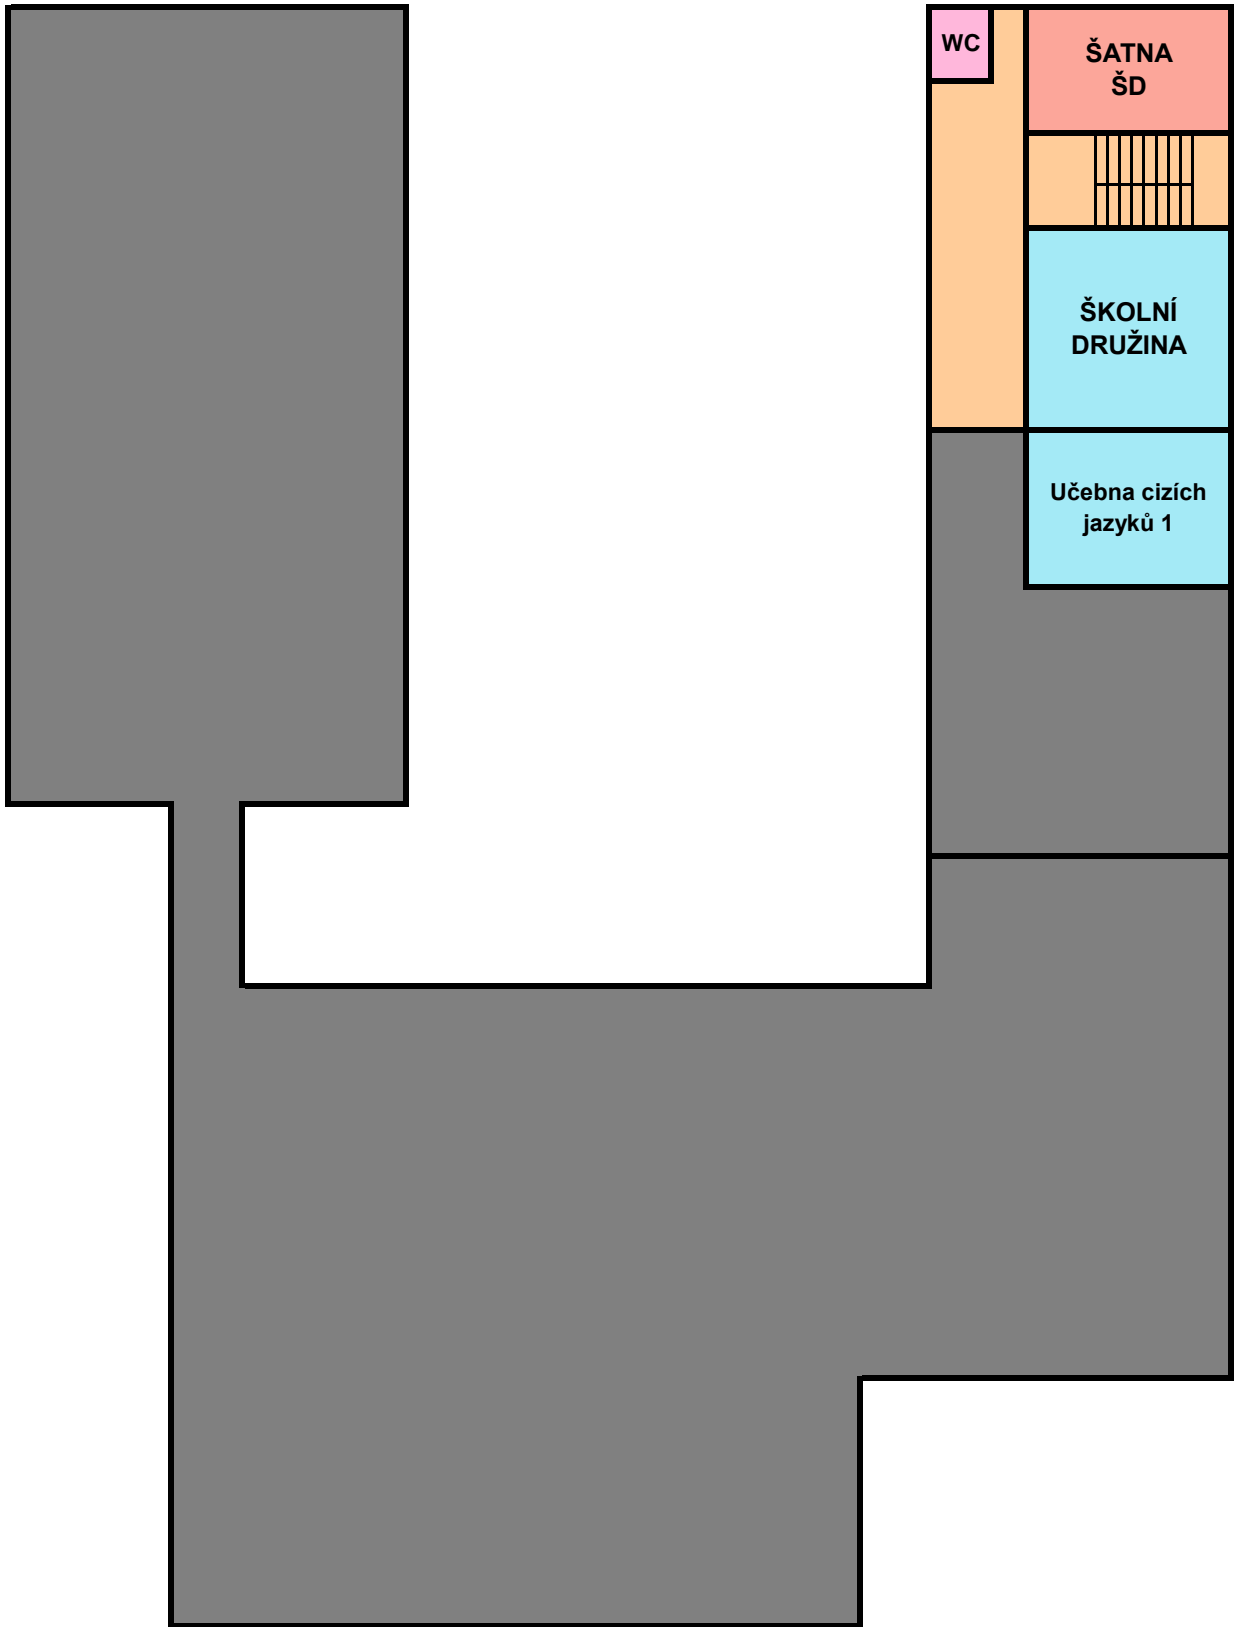 WC
ŠATNA
ŠD
ŠKOLNÍ
DRUŽINA
Učebna cizích
jazyků 1